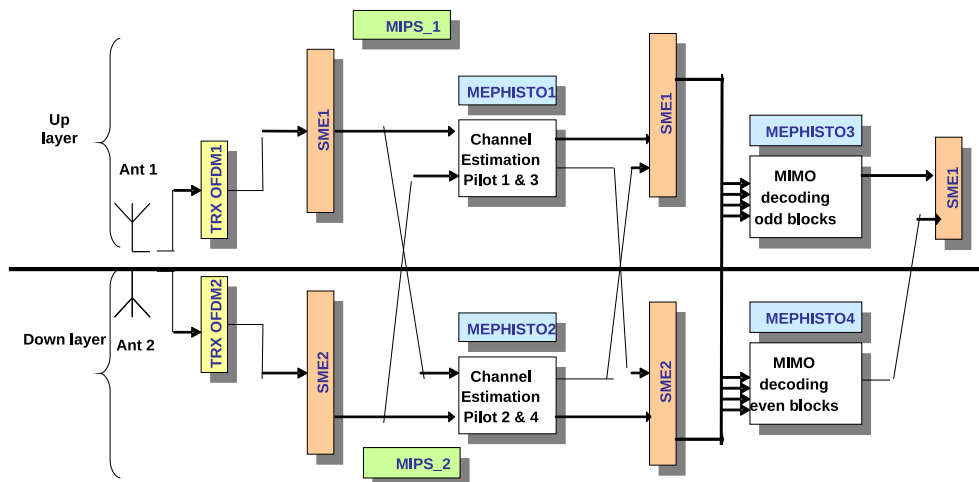 MIPS_1
Up
layer
Ant 1
TRX OFDM1
SME1
MEPHISTO1
Channel
Estimation
Pilot 1 & 3
SME1
MEPHISTO3
MIMO
decoding
odd blocks
SME1
Down layer
Ant 2
TRX OFDM2
SME2
MEPHISTO2
Channel
Estimation
Pilot 2 & 4
SME2
MEPHISTO4
MIMO
decoding
even blocks
MIPS_2